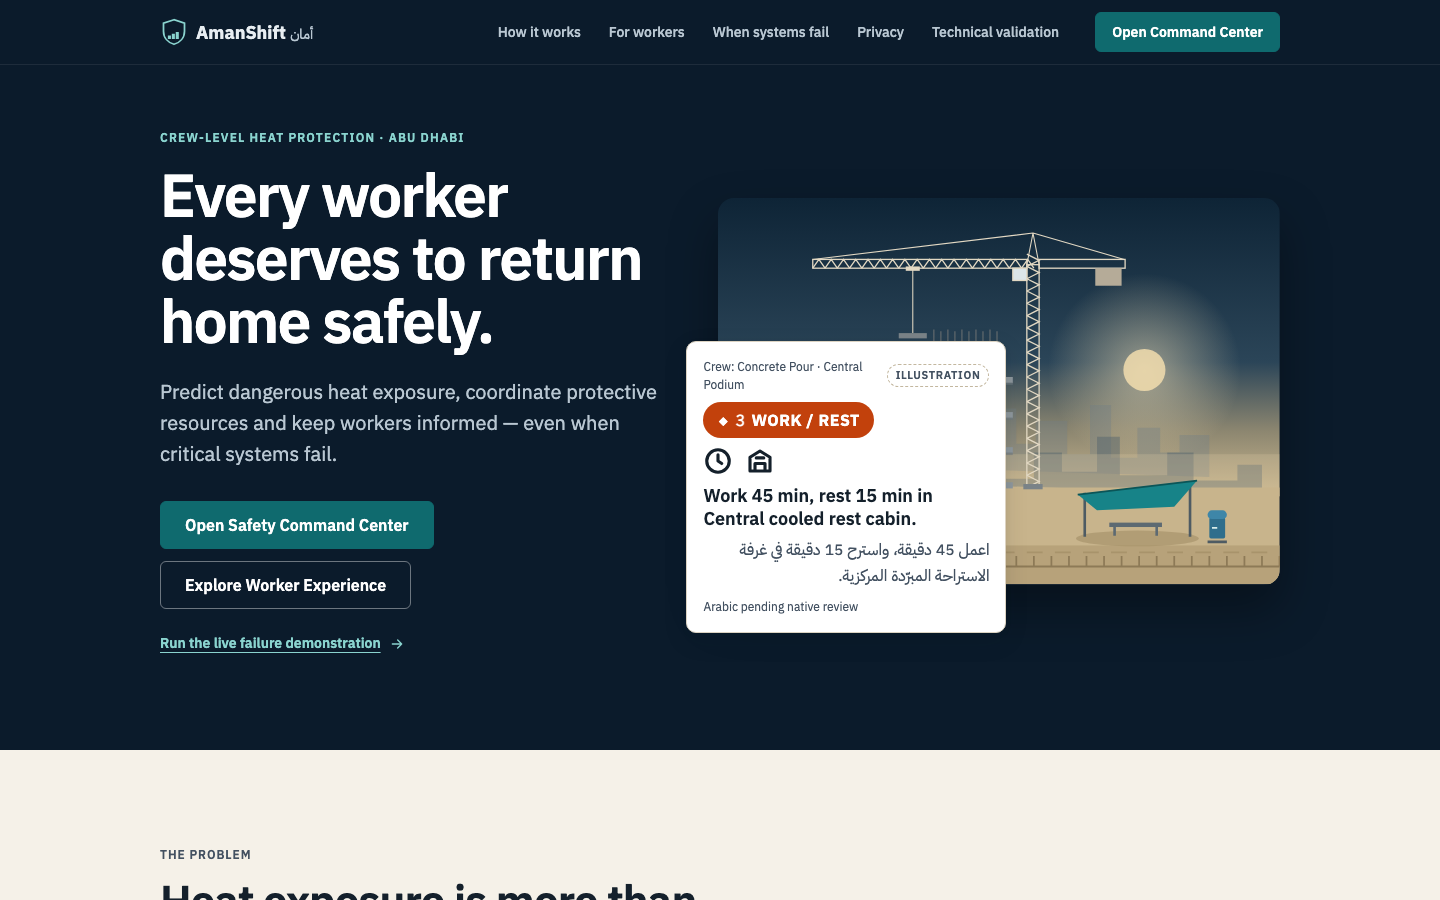 AmanShift أمان
How it works
For workers
When systems fail
Privacy
Technical validation
Open Command Center
CREW-LEVEL HEAT PROTECTION · ABU DHABI
Every worker
deserves to return
home safely.
Predict dangerous heat exposure, coordinate protective
resources and keep workers informed — even when
critical systems fail.
Open Safety Command Center
Explore Worker Experience
Run the live failure demonstration →
Crew: Concrete Pour · Central
Podium
ILLUSTRATION
◆ 3 WORK / REST
Work 45 min, rest 15 min in
Central cooled rest cabin.
اعمل 45 دقيقة، واسترح 15 دقيقة في غرفة
الاستراحة المبرّدة المركزية.
Arabic pending native review
THE PROBLEM
Heat exposure is more than